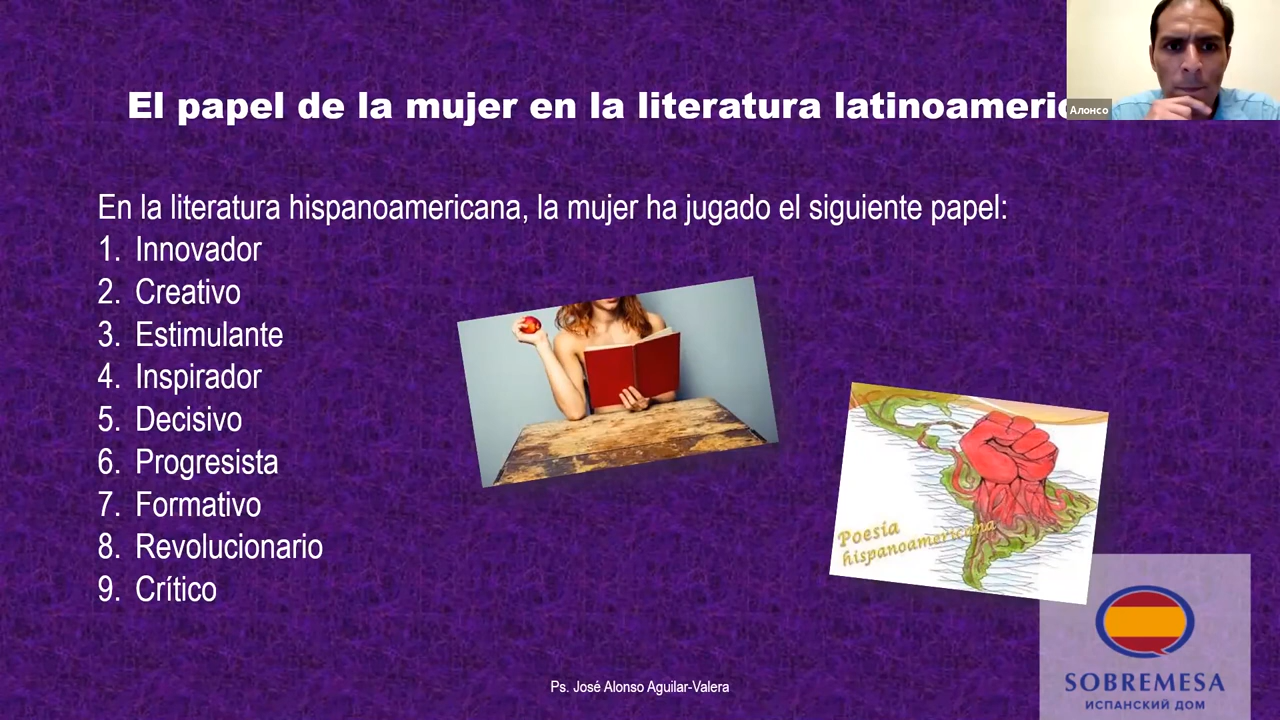 El papel de la mujer en la literatura latinoameric
Алонсо
En la literatura hispanoamericana, la mujer ha jugado el siguiente papel:
1. Innovador
2. Creativo
3. Estimulante
4. Inspirador
5. Decisivo
6. Progresista
7. Formativo
8. Revolucionario
9. Crítico
Poesía
hispanoamericana
SOBREMESA
ИСПАНСКИЙ ДОМ
Ps. José Alonso Aguilar-Valera